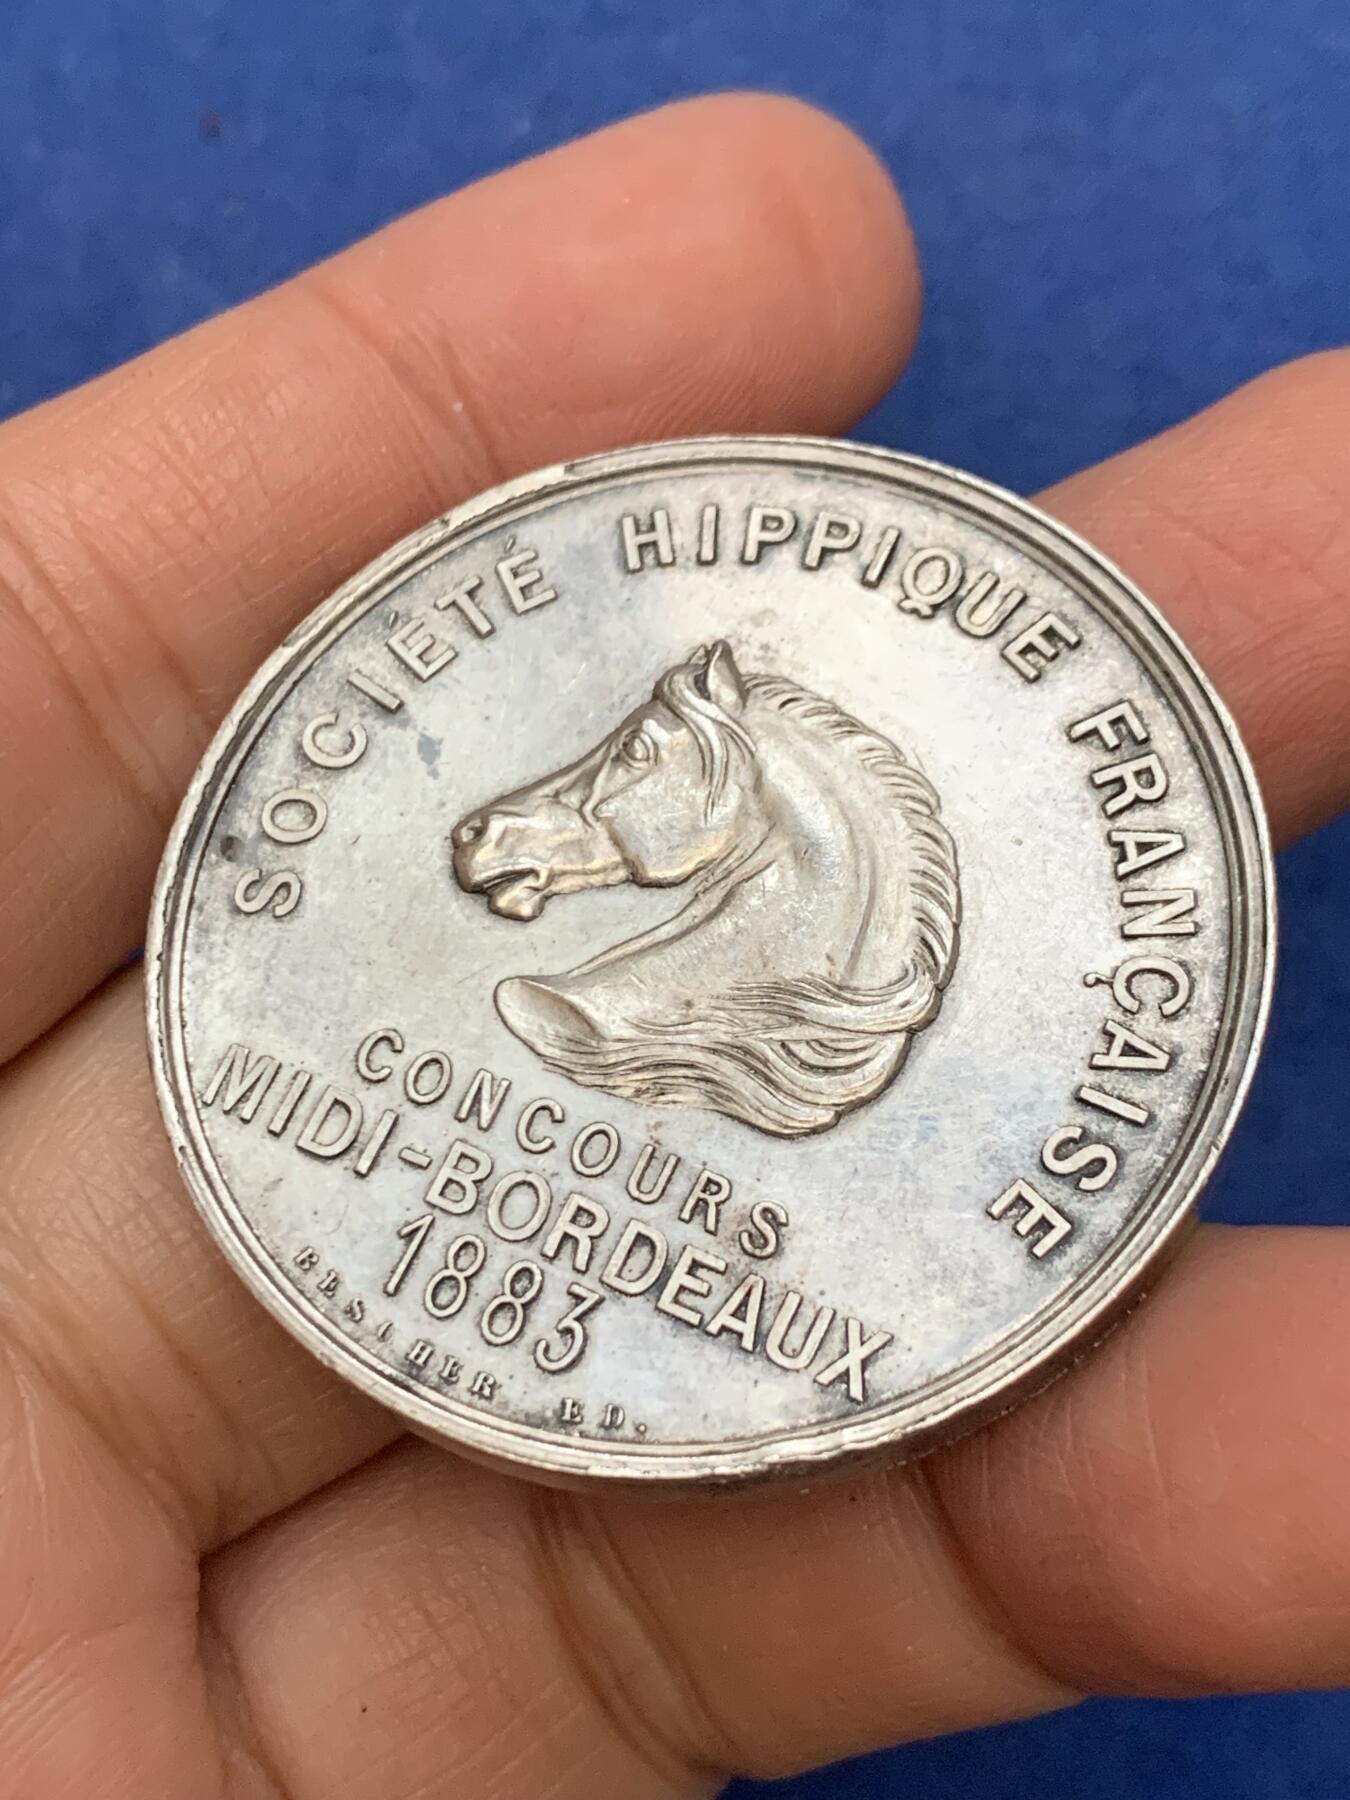 SOCIÉTÉ HIPPIQUE FRANÇAISE
CONCOURS
MIDI-BORDEAUX
1883
BESCHER ED.